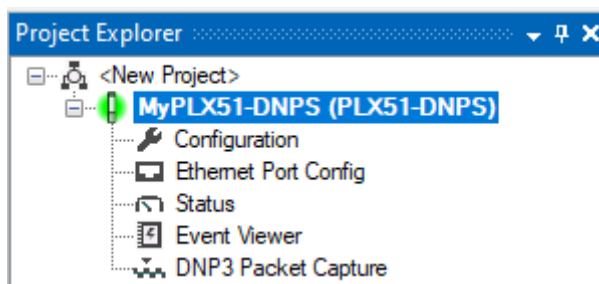 Project Explorer
<New Project>
MyPLX51-DNPS (PLX51-DNPS)
Configuration
Ethernet Port Config
Status
Event Viewer
DNP3 Packet Capture